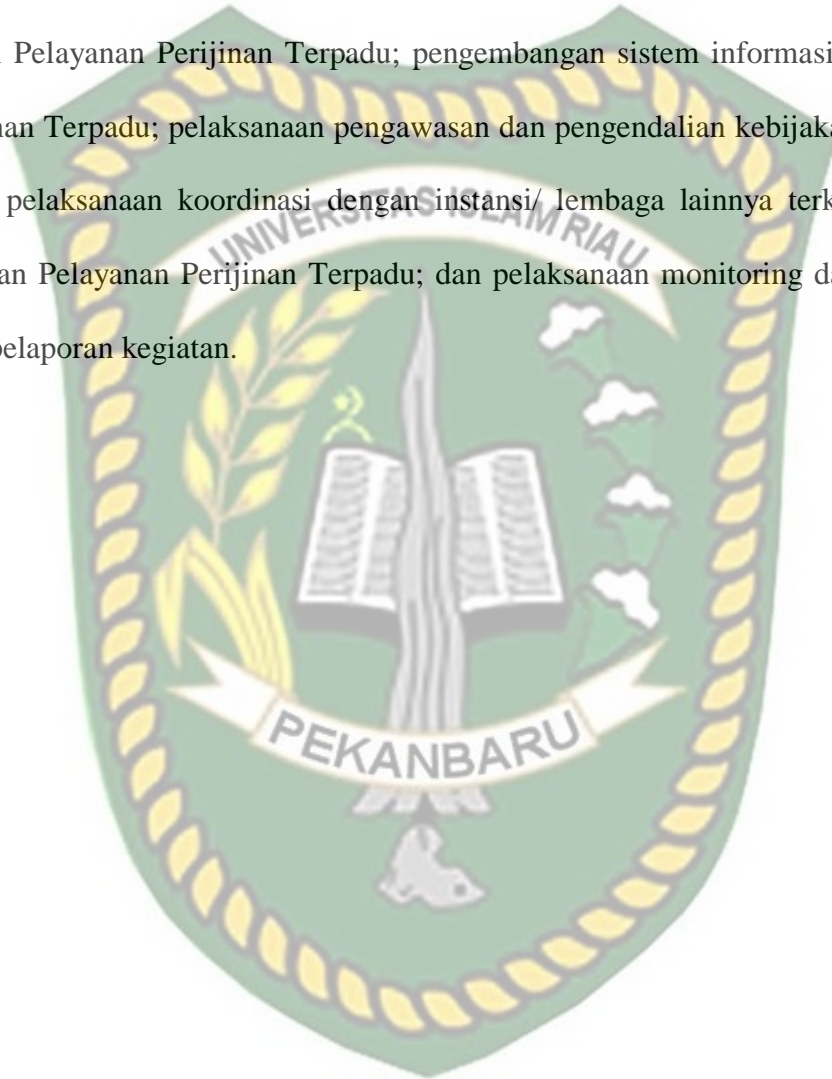 Pelayanan Perijinan Terpadu; pengembangan sistem informasi
nan Terpadu; pelaksanaan pengawasan dan pengendalian kebijaka
pelaksanaan koordinasi dengan instansi/ lembaga lainnya terk
UNIVERSITAS ISLAM RIAU
an Pelayanan Perijinan Terpadu; dan pelaksanaan monitoring da
pelaporan kegiatan.
PEKANBARU